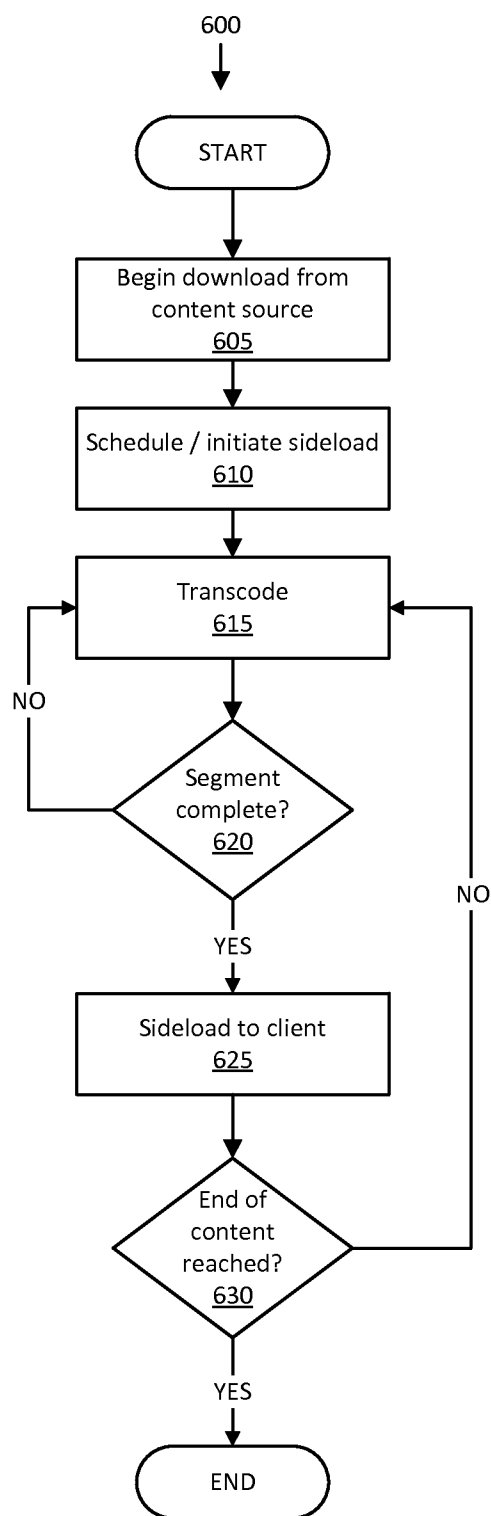 600
START
Begin download from
content source
605
Schedule / initiate sideload
610
Transcode
615
NO
Segment
complete?
620
NO
YES
Sideload to client
625
End of
content
reached?
630
YES
END